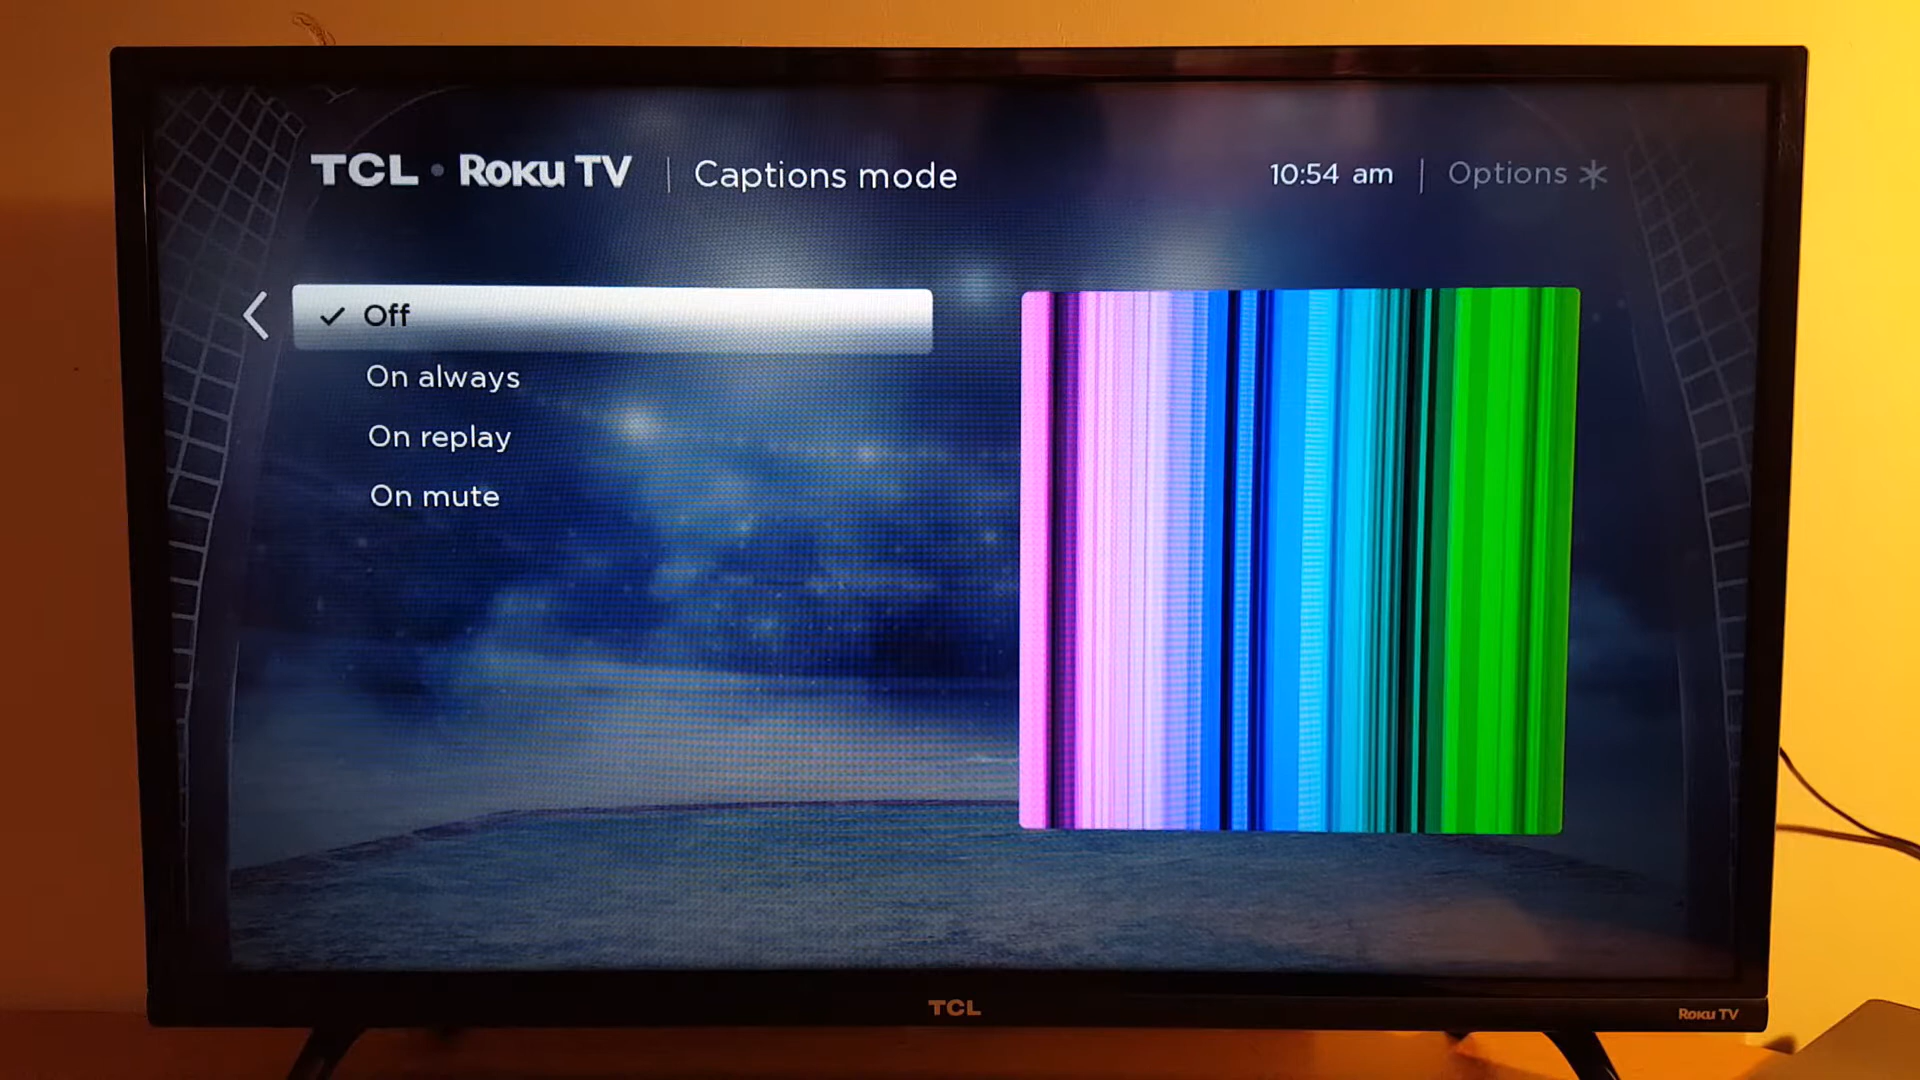 TCL • Roku TV | Captions mode
10:54 am | Options *
Off
On always
On replay
On mute
TCL
Roku TV